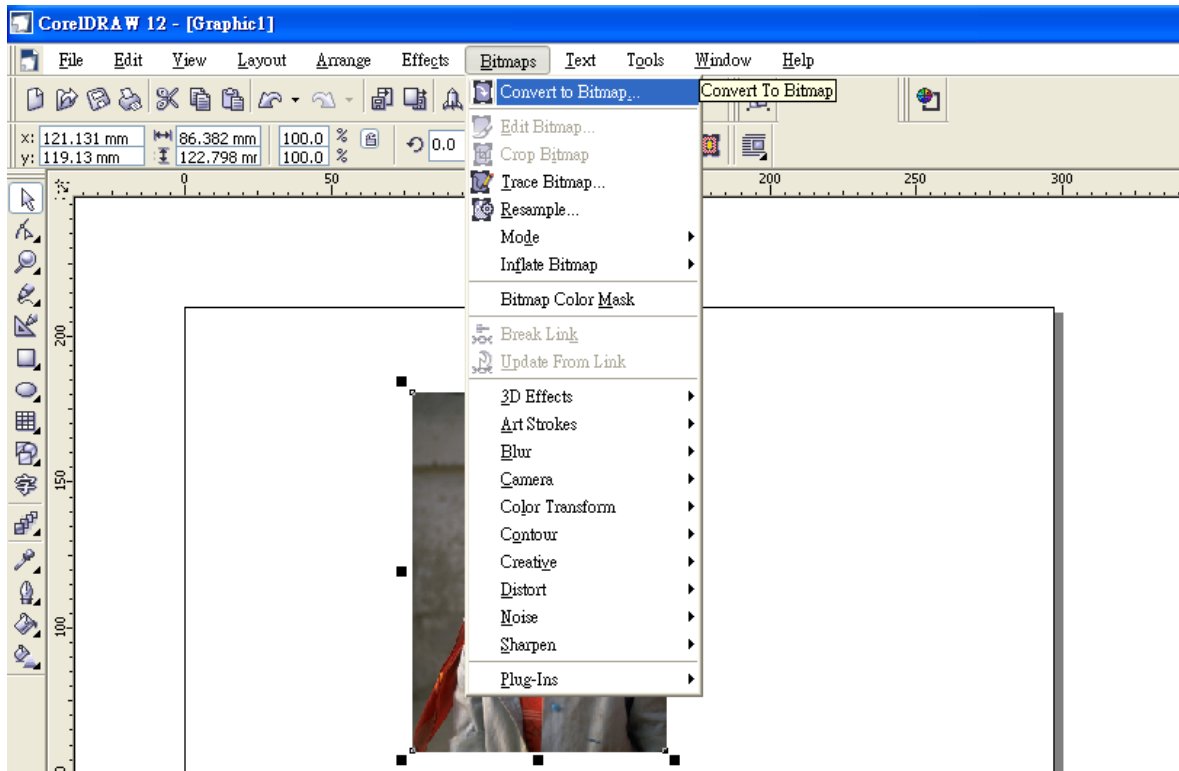 CorelDRAW 12 - [Graphic1]
File Edit View Layout Arrange Effects Bitmaps Text Tools Window Help
Convert to Bitmap... Convert To Bitmap
x: 121.131 mm 86.382 mm 100.0 % 0.0
y: 119.13 mm 122.798 mr 100.0 %
Edit Bitmap...
Crop Bitmap
Trace Bitmap...
Resample...
Mode
Inflate Bitmap
Bitmap Color Mask
Break Link
Update From Link
3D Effects
Art Strokes
Blur
Camera
Color Transform
Contour
Creative
Distort
Noise
Sharpen
Plug-Ins
0 50 200 250 300
200
150
100
字